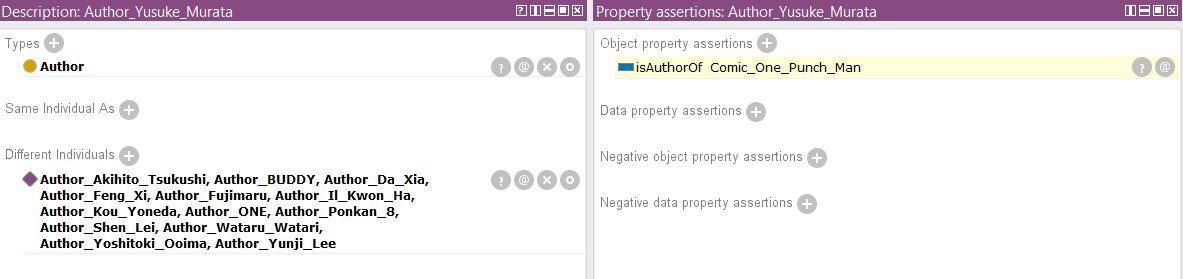 Description: Author_Yusuke_Murata
Types
Author
Same Individual As
Different Individuals
Author_Akihito_Tsukushi, Author_BUDDY, Author_Da_Xia,
Author_Feng_Xi, Author_Fujimaru, Author_Il_Kwon_Ha,
Author_Kou_Yoneda, Author_ONE, Author_Ponkan_8,
Author_Shen_Lei, Author_Wataru_Watari,
Author_Yoshitoki_Ooima, Author_Yunji_Lee
Property assertions: Author_Yusuke_Murata
Object property assertions
isAuthorOf Comic_One_Punch_Man
Data property assertions
Negative object property assertions
Negative data property assertions